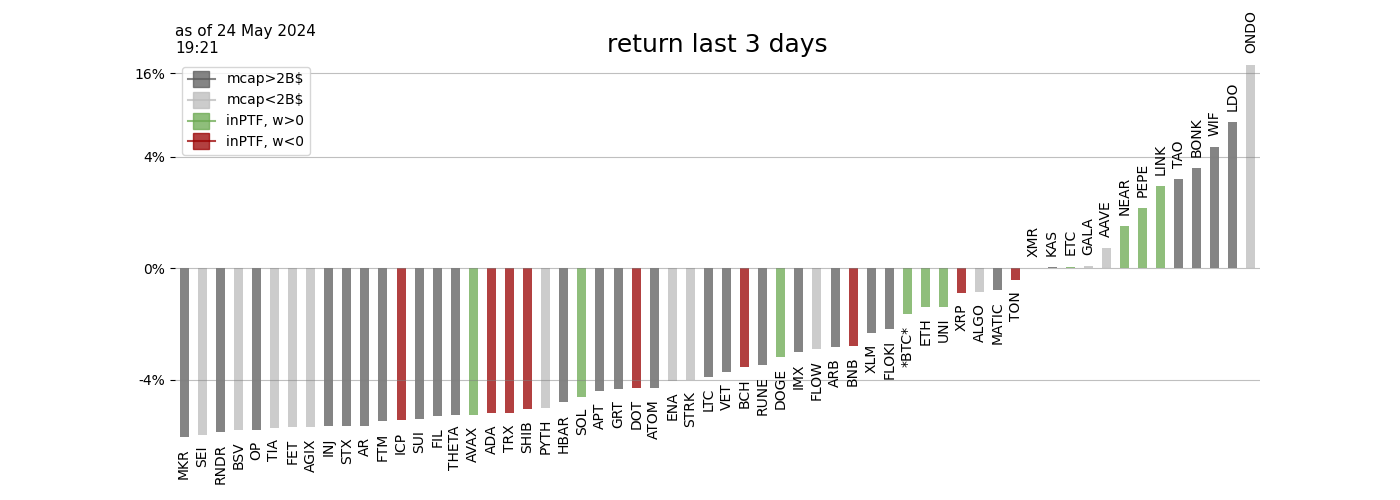 as of 24 May 2024
19:21
return last 3 days
mcap>2B$
mcap<2B$
inPTF, w>0
inPTF, w<0
16%
4%
0%
-4%
MKR
SEI
RNDR
BSV
OP
TIA
FET
AGIX
INJ
STX
AR
FTM
ICP
SUI
FIL
THETA
AVAX
ADA
TRX
SHIB
PYTH
HBAR
SOL
APT
GRT
DOT
ATOM
ENA
STRK
LTC
VET
BCH
RUNE
DOGE
IMX
FLOW
ARB
BNB
XLM
FLOKI
*BTC*
ETH
UNI
XRP
ALGO
MATIC
TON
XMR
KAS
ETC
GALA
AAVE
NEAR
PEPE
LINK
TAO
BONK
WIF
LDO
ONDO